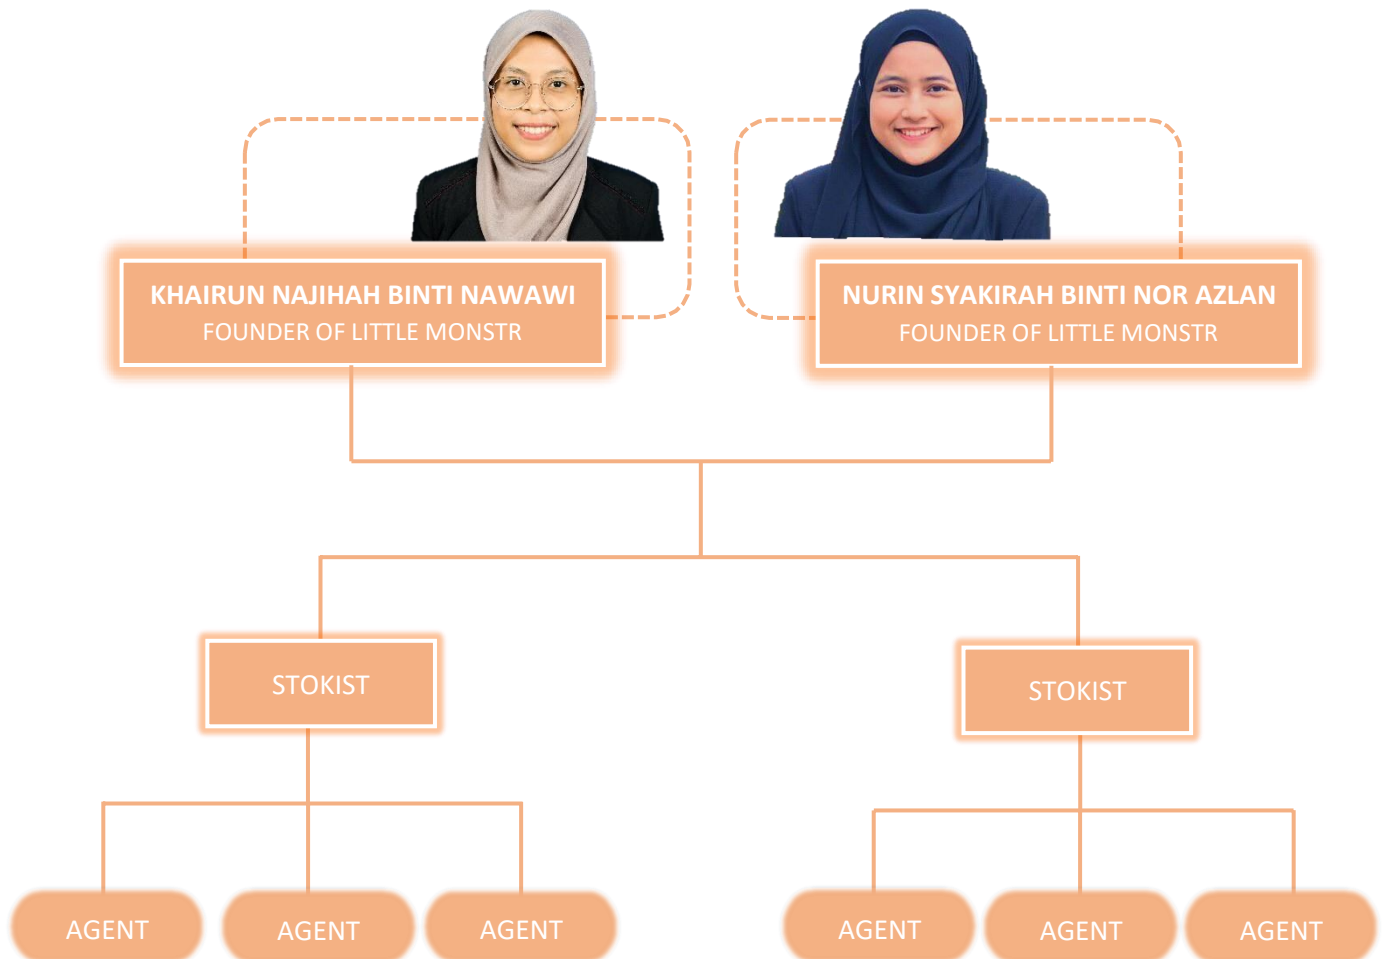 KHAIRUN NAJIHAH BINTI NAWAWI
FOUNDER OF LITTLE MONSTR
NURIN SYAKIRAH BINTI NOR AZLAN
FOUNDER OF LITTLE MONSTR
STOKIST
STOKIST
AGENT
AGENT
AGENT
AGENT
AGENT
AGENT